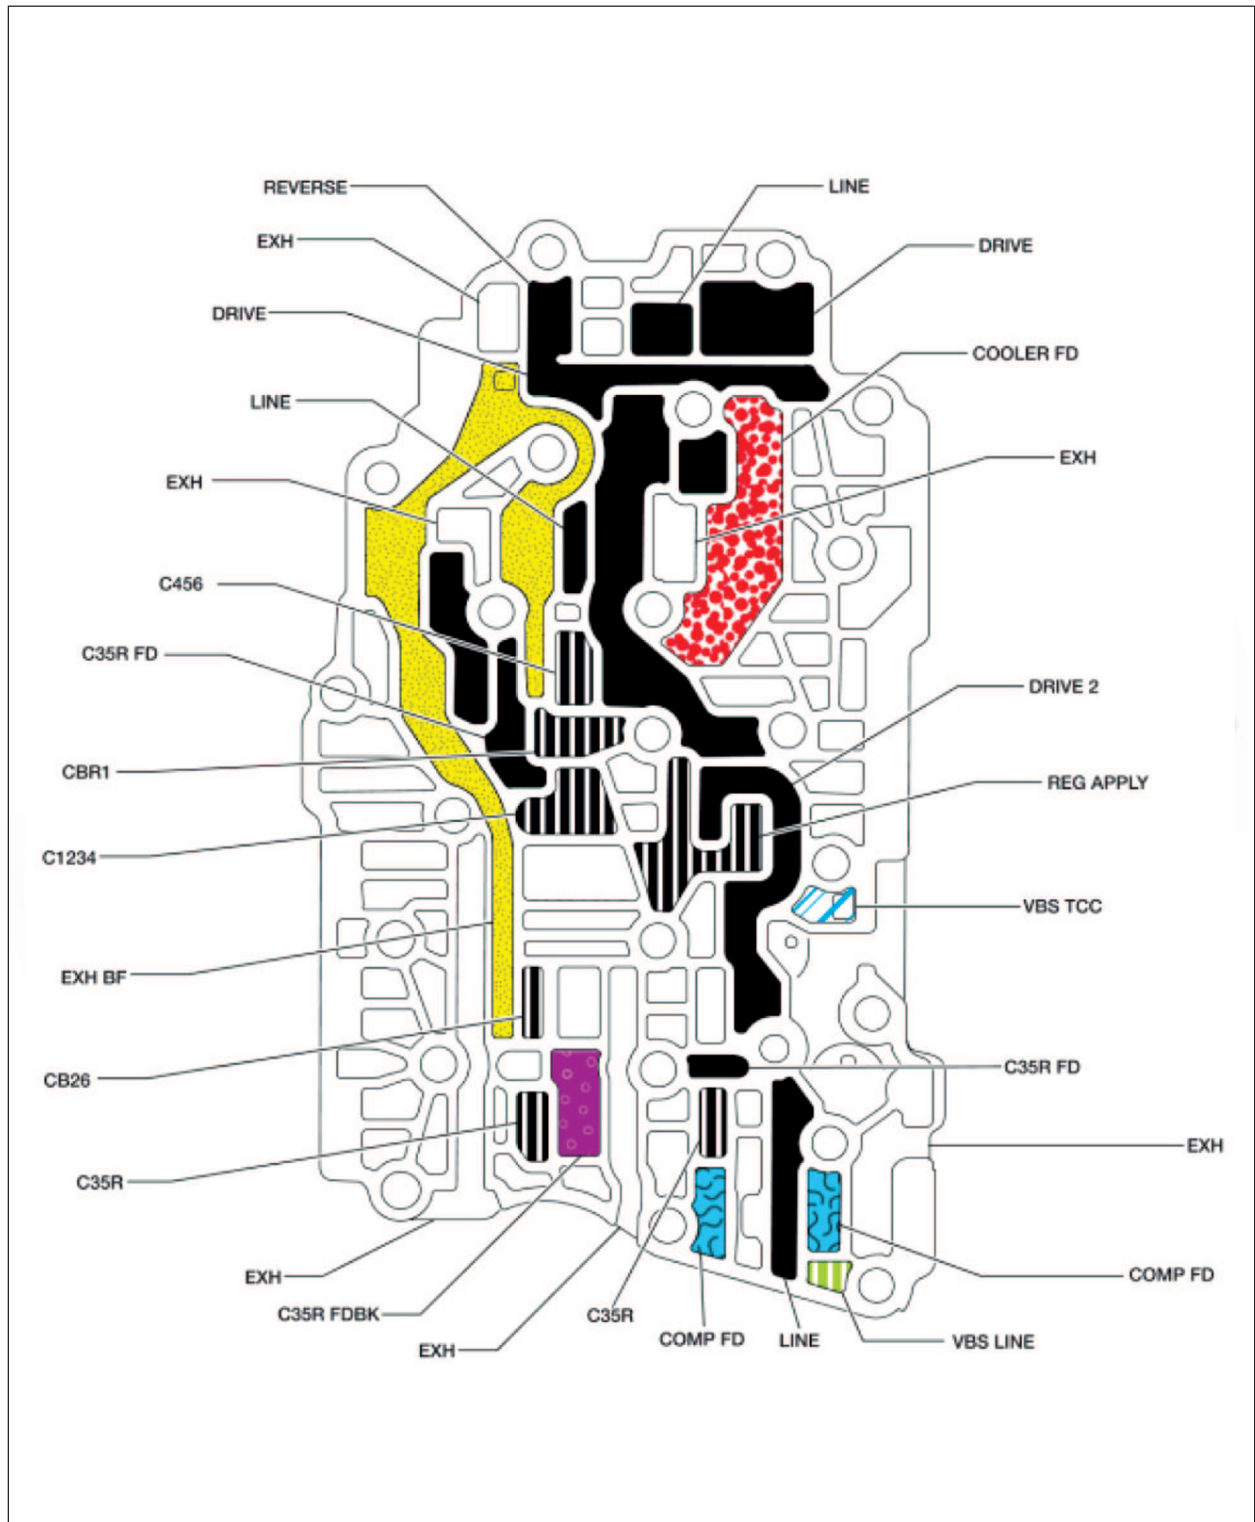 REVERSE
LINE
EXH
DRIVE
DRIVE
COOLER FD
LINE
EXH
EXH
C456
C35R FD
DRIVE 2
CBR1
REG APPLY
C1234
VBS TCC
EXH BF
C35R FD
CB26
EXH
C35R
EXH
COMP FD
C35R FDBK
C35R
COMP FD
LINE
VBS LINE
EXH